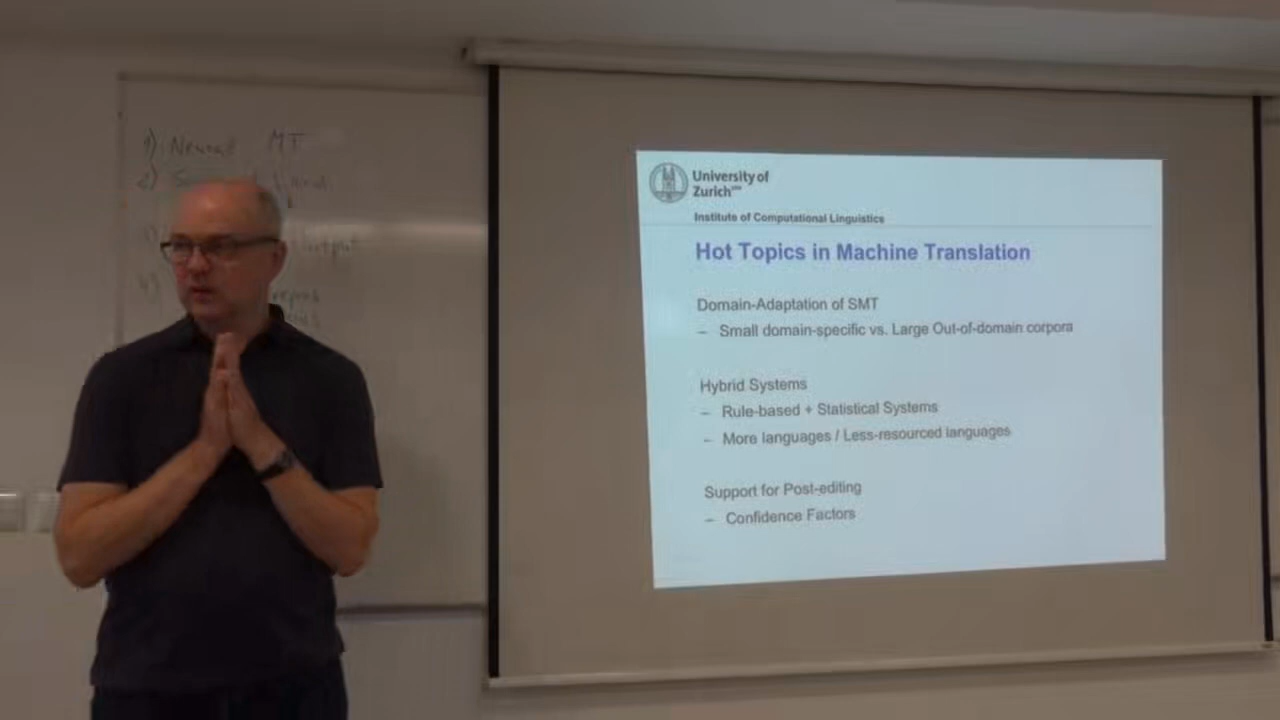 1) Neural MT
2)
University of
Zurich
Institute of Computational Linguistics
Hot Topics in Machine Translation
Domain-Adaptation of SMT
– Small domain-specific vs. Large Out-of-domain corpora
Hybrid Systems
– Rule-based + Statistical Systems
– More languages / Less-resourced languages
Support for Post-editing
– Confidence Factors